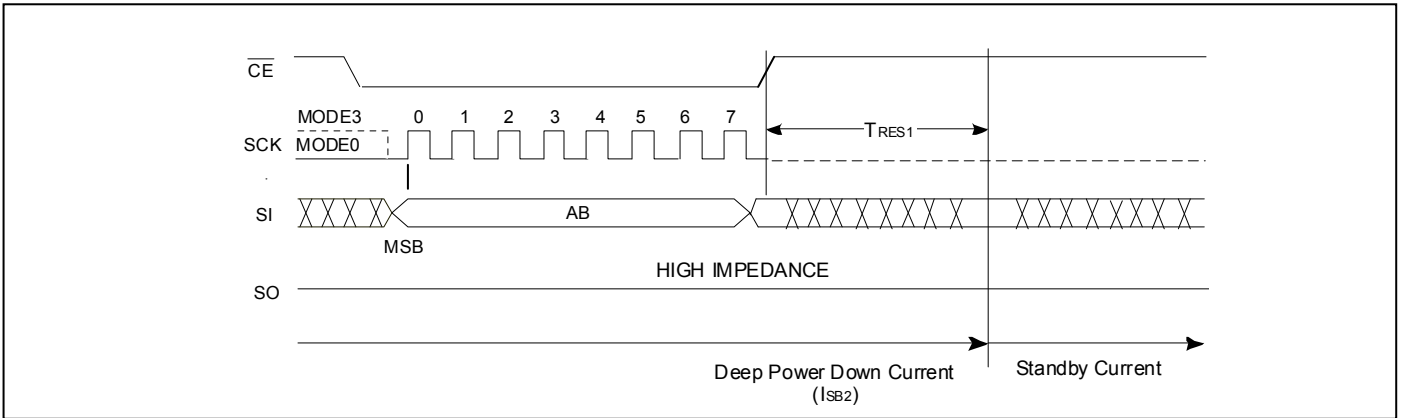 CE
MODE3 0 1 2 3 4 5 6 7
SCK MODE0
TRES1
SI AB
MSB
HIGH IMPEDANCE
SO
Deep Power Down Current
(ISB2)
Standby Current